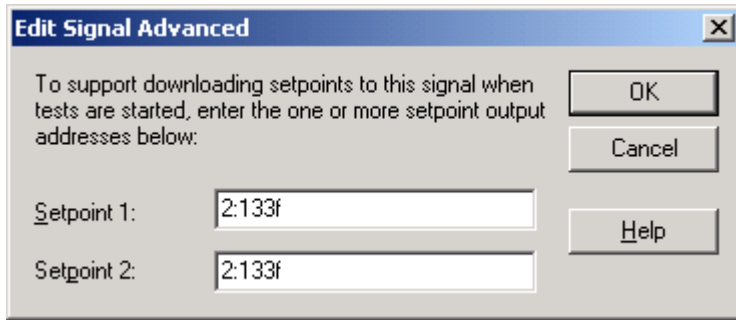 Edit Signal Advanced
To support downloading setpoints to this signal when
tests are started, enter the one or more setpoint output
addresses below:
OK
Cancel
Setpoint 1:
2:133f
Help
Setpoint 2:
2:133f